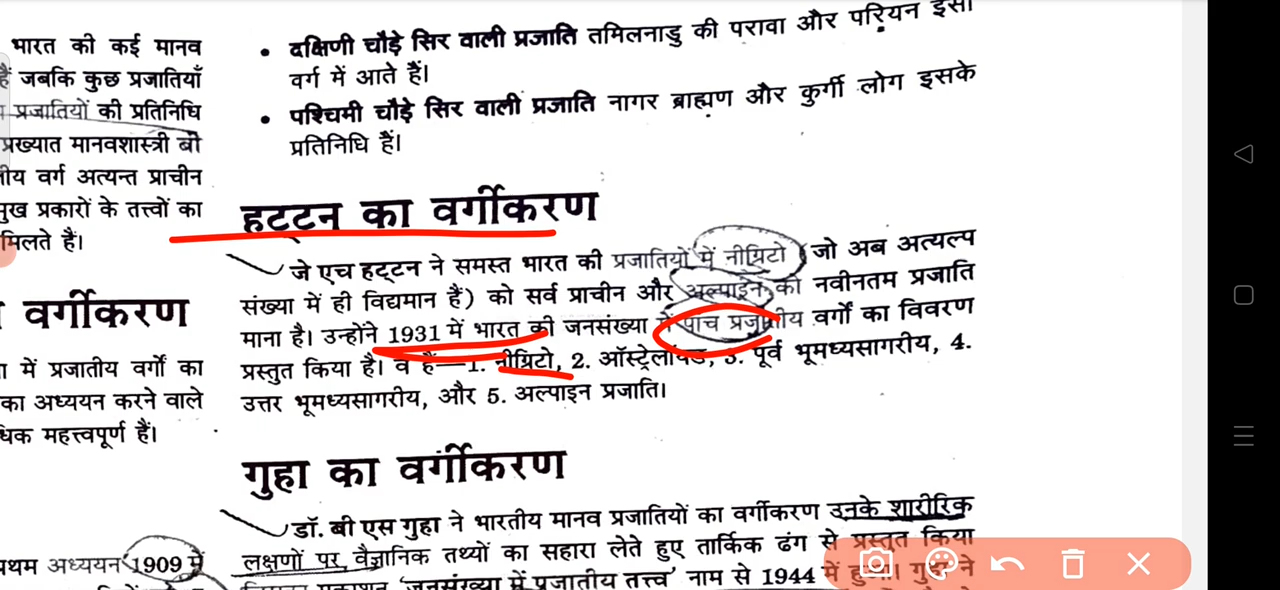 भारत की कई मानव
हैं जबकि कुछ प्रजातियाँ
प्रजातियों की प्रतिनिधि
प्रख्यात मानवशास्त्री
वर्ग अत्यन्त प्राचीन
प्रकारों के तत्त्वों का
मिलते हैं।
वर्गीकरण
में प्रजातीय वर्गों का
का अध्ययन करने वाले
महत्त्वपूर्ण हैं।
अध्ययन 1909 में
• दक्षिणी चौड़े सिर वाली प्रजाति तमिलनाडु की परावा और परियन इसी
वर्ग में आते हैं।
• पश्चिमी चौड़े सिर वाली प्रजाति नागर ब्राह्मण और कुर्गी लोग इसके
प्रतिनिधि हैं।
हट्टन का वर्गीकरण
जे एच हट्टन ने समस्त भारत की प्रजातियों में नीग्रिटो (जो अब अत्यल्प
संख्या में ही विद्यमान हैं) को सर्व प्राचीन और अल्पाइन को नवीनतम प्रजाति
माना है। उन्होंने 1931 में भारत की जनसंख्या में पाँच प्रजातीय वर्गों का विवरण
प्रस्तुत किया है। वे हैं—1. नीग्रिटो, 2. ऑस्ट्रेलॉयड, 3. पूर्व भूमध्यसागरीय, 4.
उत्तर भूमध्यसागरीय, और 5. अल्पाइन प्रजाति।
गुहा का वर्गीकरण
डॉ. बी एस गुहा ने भारतीय मानव प्रजातियों का वर्गीकरण उनके शारीरिक
लक्षणों पर, वैज्ञानिक तथ्यों का सहारा लेते हुए तार्किक ढंग से प्रस्तुत किया
'जनसंख्या में प्रजातीय तत्त्व' नाम से 1944 में हुआ। गुहा ने